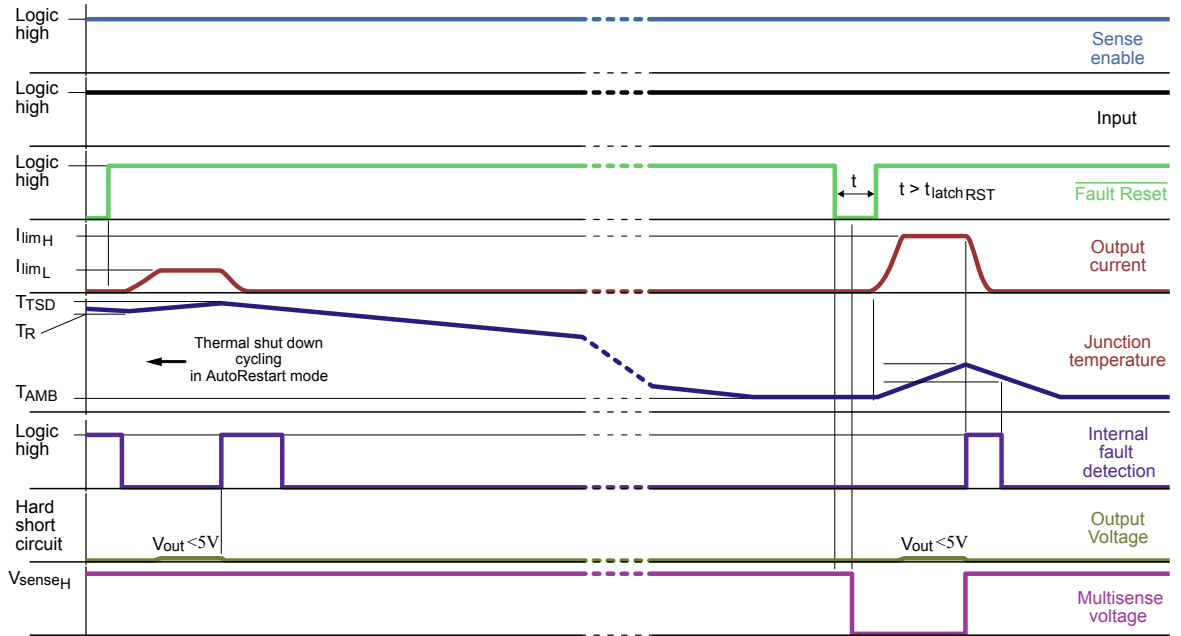 Logic
high
Sense
enable
Logic
high
Input
Logic
high
t
t > tlatchRST
Fault Reset
IlimH
Output
current
IlimL
TTSD
TR
Thermal shut down
cycling
in AutoRestart mode
Junction
temperature
TAMB
Logic
high
Internal
fault
detection
Hard
short
circuit
Vout <5V
Vout <5V
Output
Voltage
VsenseH
Multisense
voltage